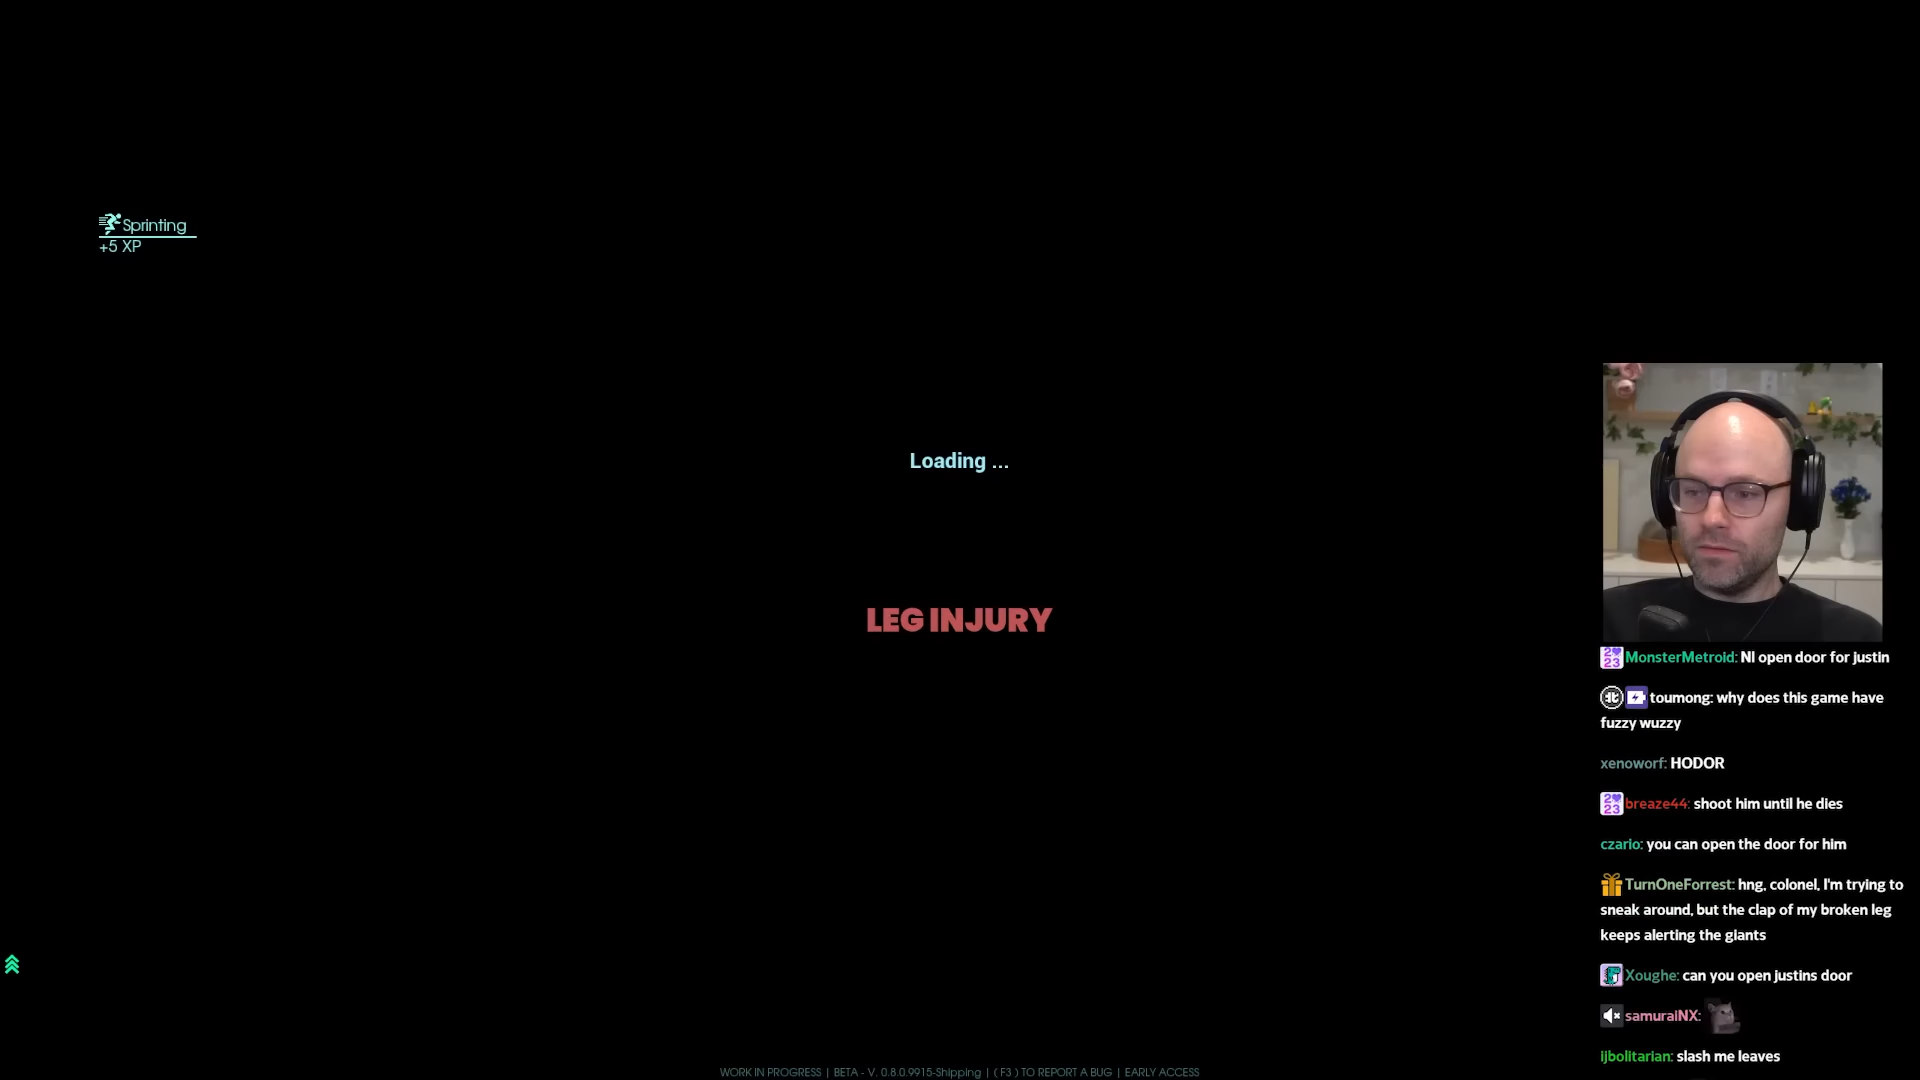 Sprinting
+5 XP
Loading ...
LEG INJURY
MonsterMetroid: Nl open door for justin
toumong: why does this game have
fuzzy wuzzy
xenoworf: HODOR
breaze44: shoot him until he dies
czario: you can open the door for him
TurnOneForrest: hng, colonel, I'm trying to
sneak around, but the clap of my broken leg
keeps alerting the giants
Xoughe: can you open justins door
samuraiNX:
ijbolitarian: slash me leaves
WORK IN PROGRESS | BETA - V. 0.8.0.9915-Shipping | ( F3 ) TO REPORT A BUG | EARLY ACCESS